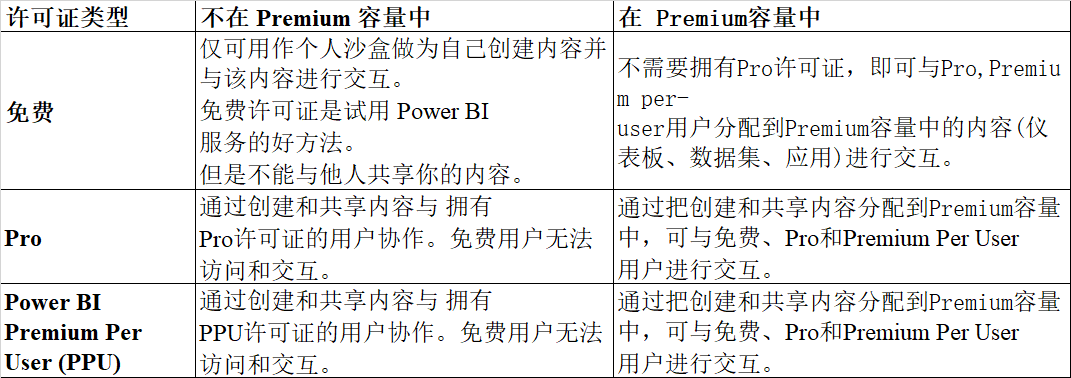 许可证类型
不在 Premium 容量中
在 Premium容量中
免费
仅可用作个人沙盒做为自己创建内容并
与该内容进行交互。
免费许可证是试用 Power BI
服务的好方法。
但是不能与他人共享你的内容。
不需要拥有Pro许可证，即可与Pro,Premiu
m per-
user用户分配到Premium容量中的内容(仪
表板、数据集、应用)进行交互。
Pro
通过创建和共享内容与 拥有
Pro许可证的用户协作。免费用户无法
访问和交互。
通过把创建和共享内容分配到Premium容量
中，可与免费、Pro和Premium Per User
用户进行交互。
Power BI
Premium Per
User (PPU)
通过创建和共享内容与 拥有
PPU许可证的用户协作。免费用户无法
访问和交互。
通过把创建和共享内容分配到Premium容量
中，可与免费、Pro和Premium Per User
用户进行交互。